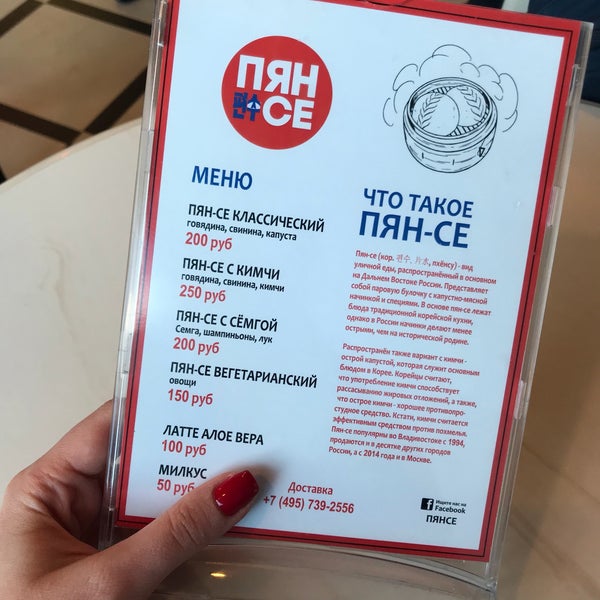 ПЯН
СЕ
МЕНЮ
ПЯН-СЕ КЛАССИЧЕСКИЙ
говядина, свинина, капуста
200 руб
ПЯН-СЕ С КИМЧИ
говядина, свинина, кимчи
250 руб
ПЯН-СЕ С СЁМГОЙ
Семга, шампиньоны, лук
200 руб
ПЯН-СЕ ВЕГЕТАРИАНСКИЙ
овощи
150 руб
ЛАТТЕ АЛОЕ ВЕРА
100 руб
МИЛКУС
50 руб
ЧТО ТАКОЕ
ПЯН-СЕ
Пян-се (кор. 편수, 片水, пхёнсу) - вид
уличной еды, распространённый в основном
на Дальнем Востоке России. Представляет
собой паровую булочку с капустно-мясной
начинкой и специями. В основе пян-се лежат
блюда традиционной корейской кухни,
однако в России начинки делают менее
острыми, чем на исторической родине.
Распространён также вариант с кимчи -
острой капустой, которая служит основным
блюдом в Корее. Корейцы считают,
что употребление кимчи способствует
рассасыванию жировых отложений, а также,
что острое кимчи - хорошее противопро-
студное средство. Кстати, кимчи считается
эффективным средством против похмелья.
Пян-се популярны во Владивостоке с 1994,
продаются и в десятке других городов
России, а с 2014 года и в Москве.
Доставка
+7 (495) 739-2556
Ищите нас на
Facebook
ПЯНСЕ